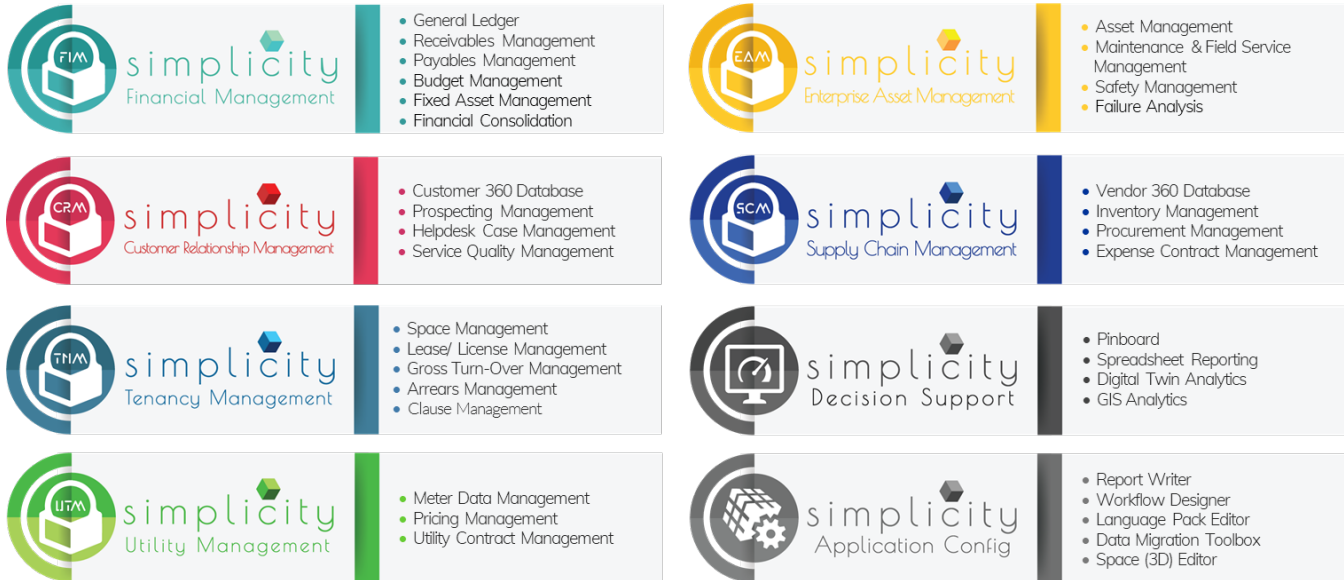 FIM
simplicity
Financial Management
• General Ledger
• Receivables Management
• Payables Management
• Budget Management
• Fixed Asset Management
• Financial Consolidation
EAM
simplicity
Enterprise Asset Management
• Asset Management
• Maintenance & Field Service
Management
• Safety Management
• Failure Analysis
CRM
simplicity
Customer Relationship Management
• Customer 360 Database
• Prospecting Management
• Helpdesk Case Management
• Service Quality Management
SCM
simplicity
Supply Chain Management
• Vendor 360 Database
• Inventory Management
• Procurement Management
• Expense Contract Management
TNM
simplicity
Tenancy Management
• Space Management
• Lease/ License Management
• Gross Turn-Over Management
• Arrears Management
• Clause Management
simplicity
Decision Support
• Pinboard
• Spreadsheet Reporting
• Digital Twin Analytics
• GIS Analytics
UTM
simplicity
Utility Management
• Meter Data Management
• Pricing Management
• Utility Contract Management
simplicity
Application Config
• Report Writer
• Workflow Designer
• Language Pack Editor
• Data Migration Toolbox
• Space (3D) Editor